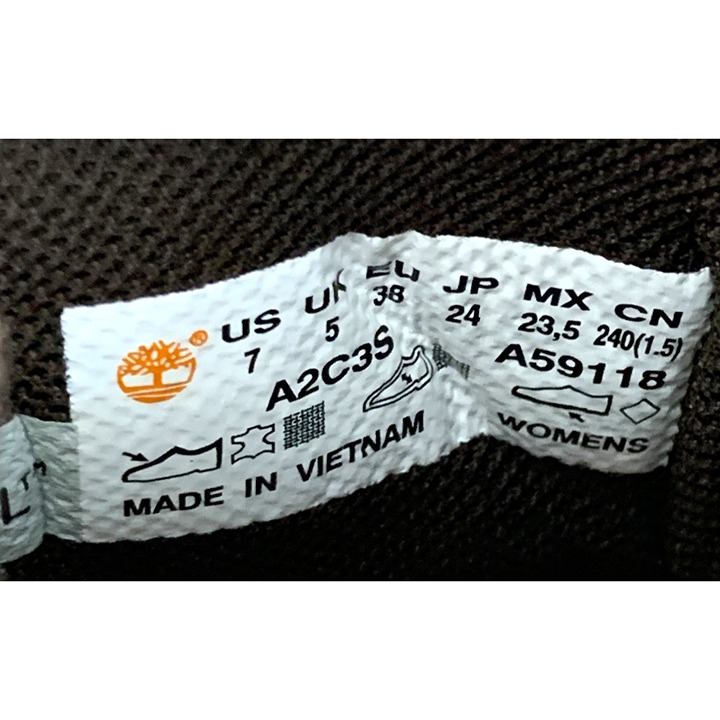 US UK EU JP MX CN
7 5 38 24 23,5 240(1.5)
A2C3S A59118
MADE IN VIETNAM WOMENS
L™
®